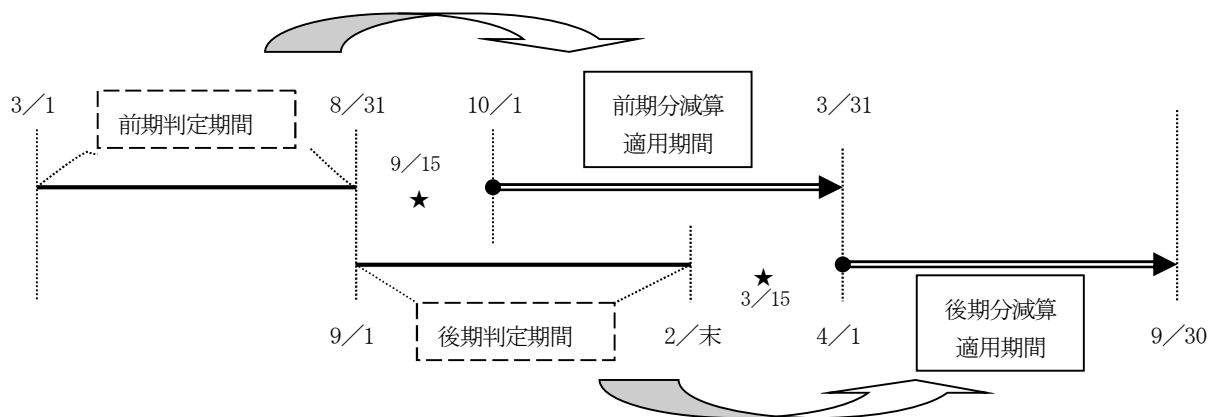 3／1
前期判定期間
8／31
10／1
前期分減算
適用期間
3／31
9／15
★
★
3／15
9／1
後期判定期間
2／末
4／1
後期分減算
適用期間
9／30